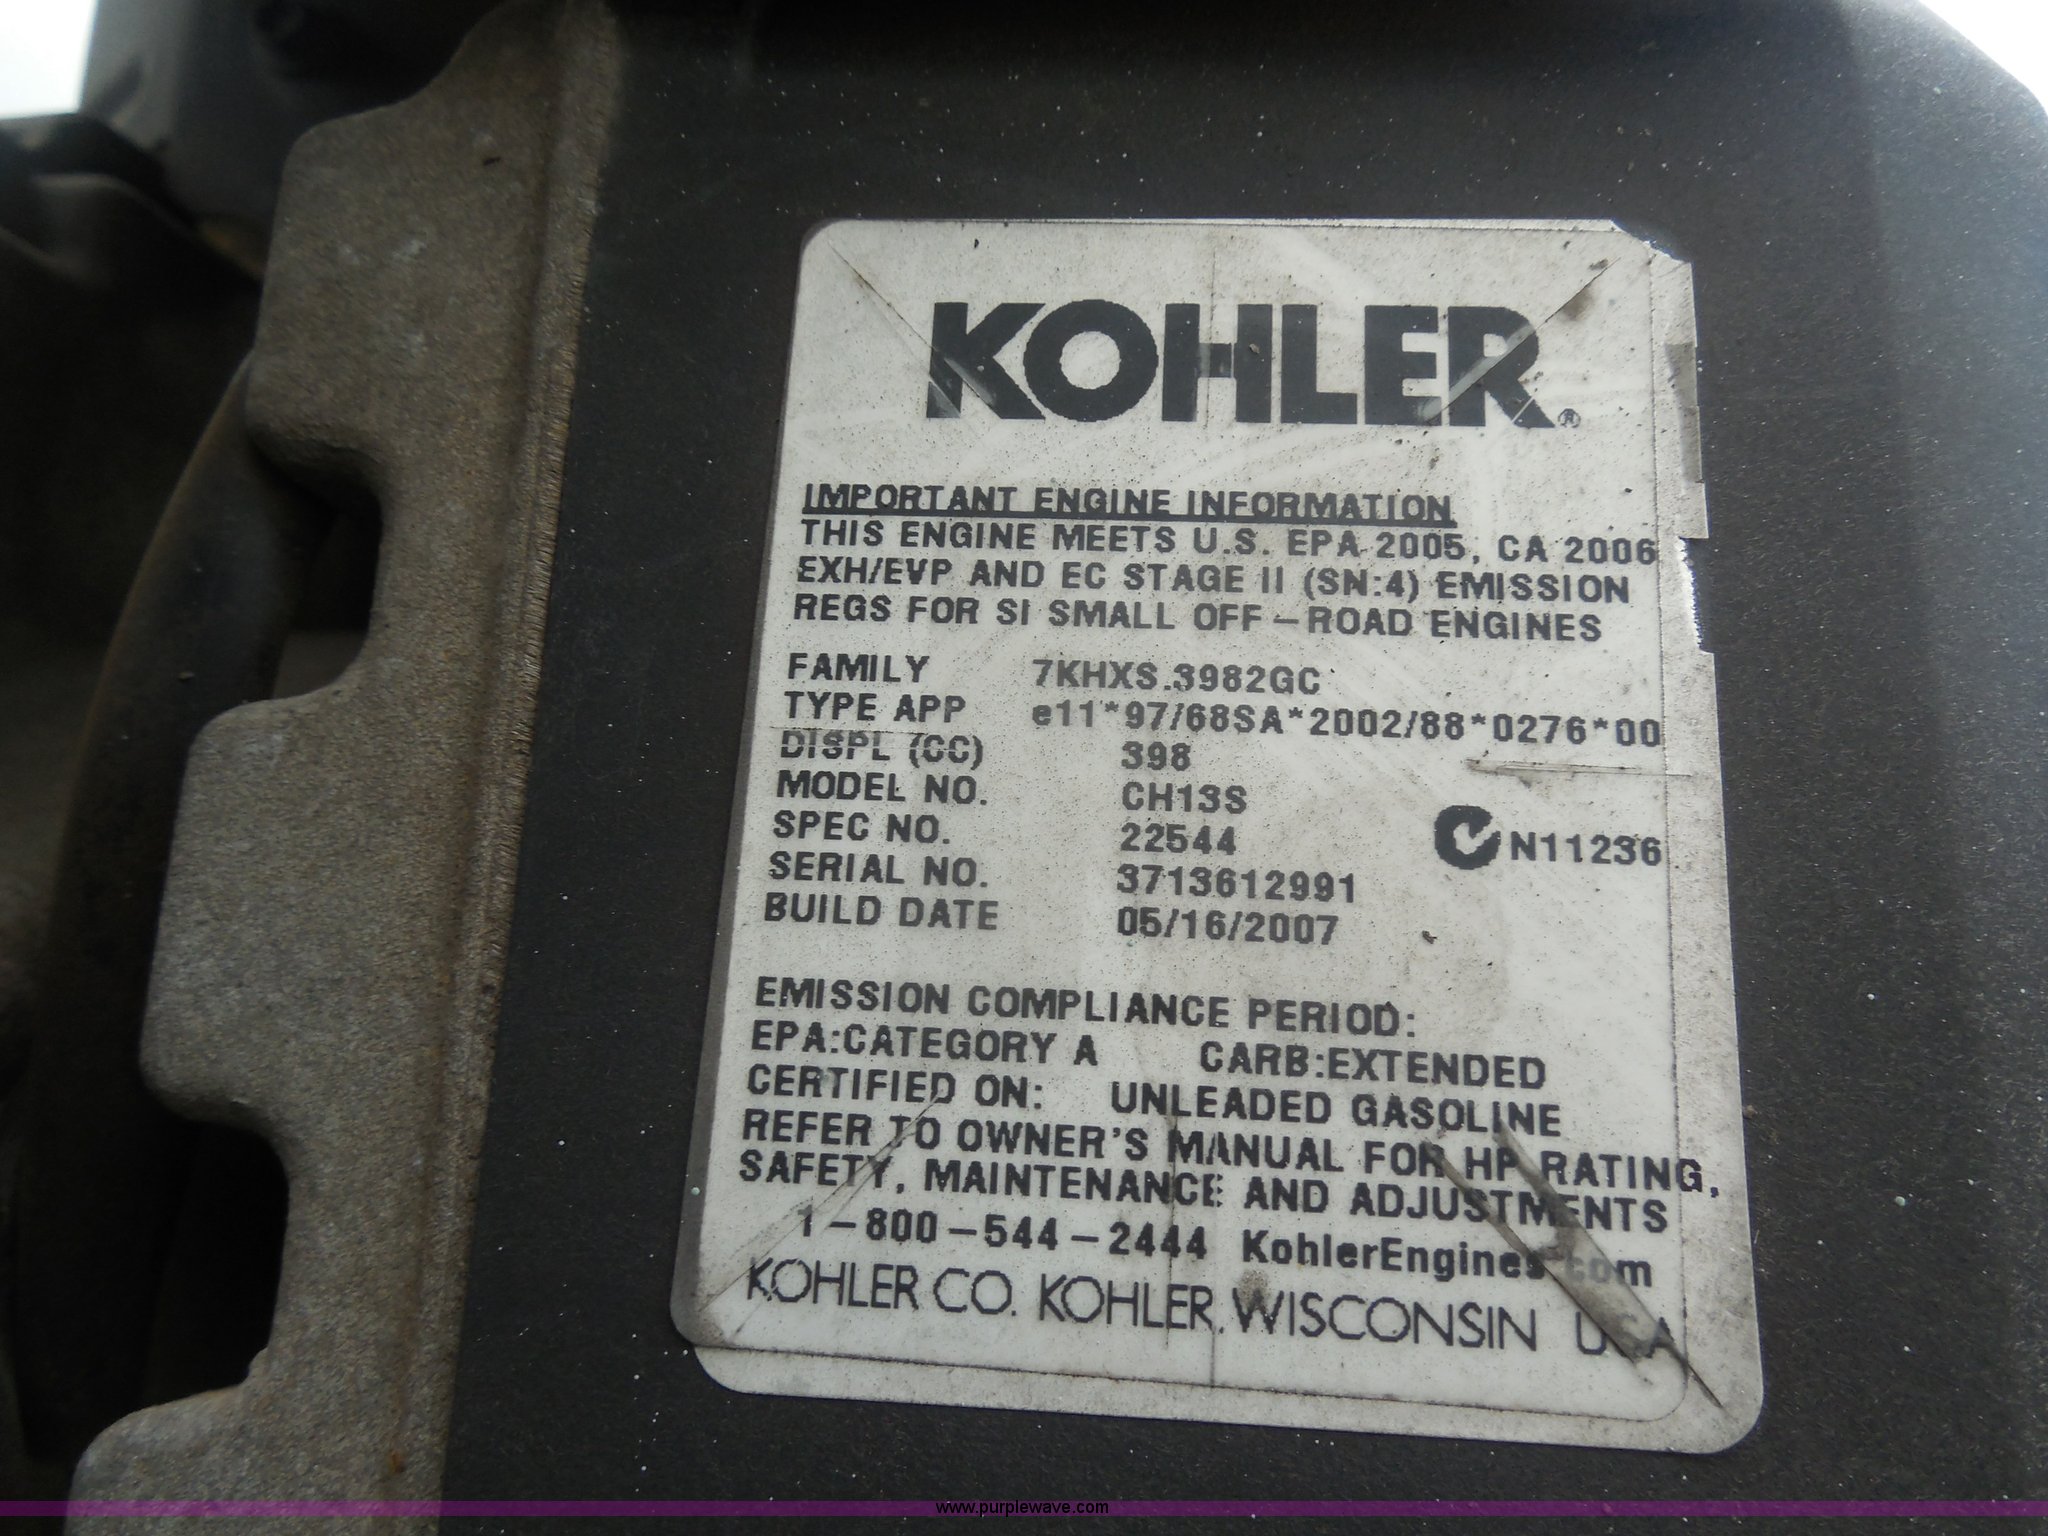 KOHLER®
IMPORTANT ENGINE INFORMATION
THIS ENGINE MEETS U.S. EPA 2005, CA 2006
EXH/EVP AND EC STAGE II (SN:4) EMISSION
REGS FOR SI SMALL OFF-ROAD ENGINES
FAMILY 7KHXS.3982GC
TYPE APP e11*97/68SA*2002/88*0276*00
DISPL (CC) 398
MODEL NO. CH13S
SPEC NO. 22544 N11236
SERIAL NO. 3713612991
BUILD DATE 05/16/2007
EMISSION COMPLIANCE PERIOD:
EPA:CATEGORY A CARB:EXTENDED
CERTIFIED ON: UNLEADED GASOLINE
REFER TO OWNER'S MANUAL FOR HP RATING,
SAFETY, MAINTENANCE AND ADJUSTMENTS
1-800-544-2444 KohlerEngines.com
KOHLER CO. KOHLER, WISCONSIN USA
www.purplewave.com